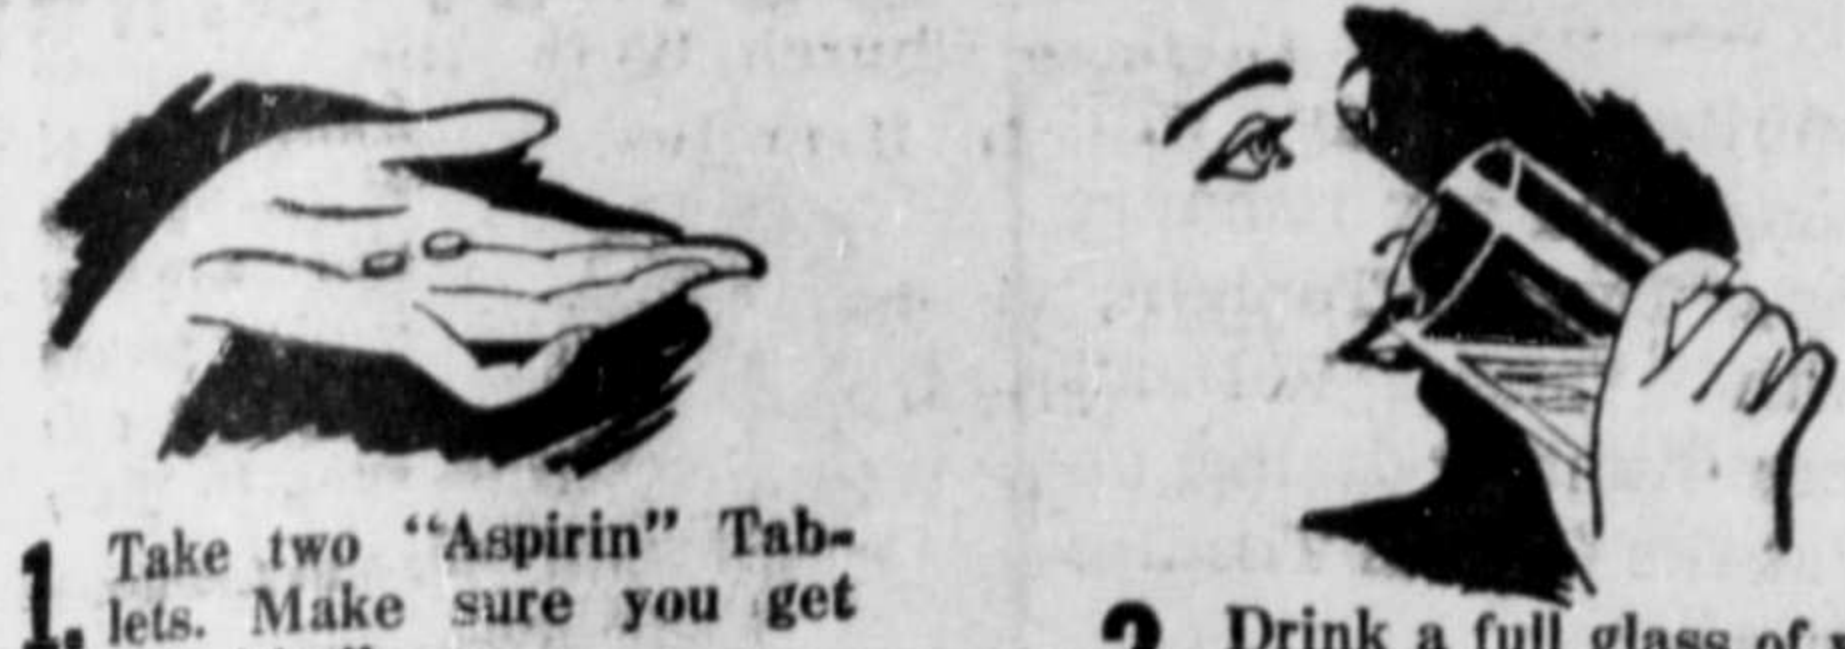 1. Take two “Aspirin” Tab-
lets. Make sure you get
2. Drink a full glass of